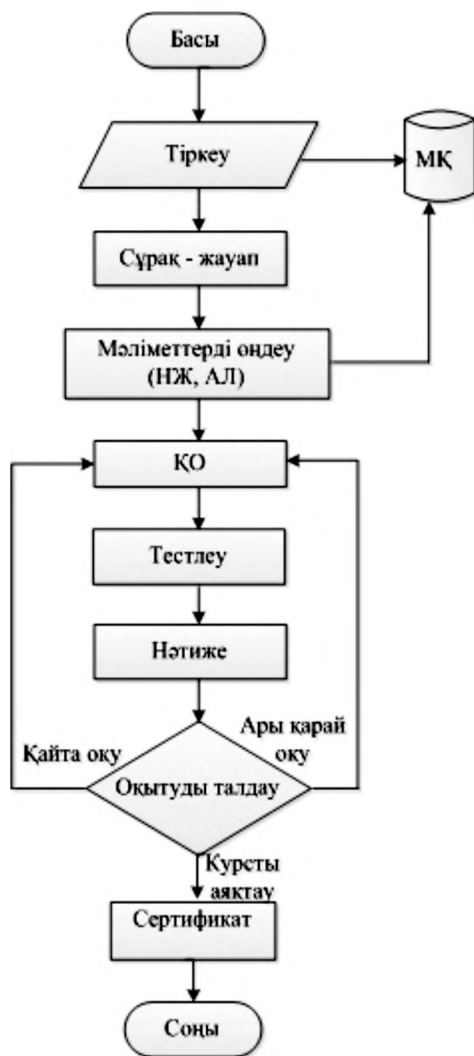 Басы
Тіркеу
МҚ
Сұрақ - жауап
Мәліметтерді өңдеу
(НЖ, АЛ)
ҚО
Тестлеу
Нәтиже
Қайта оқу
Ары қарай
оқу
Оқытуды талдау
Курсты
аяқтау
Сертификат
Соңы